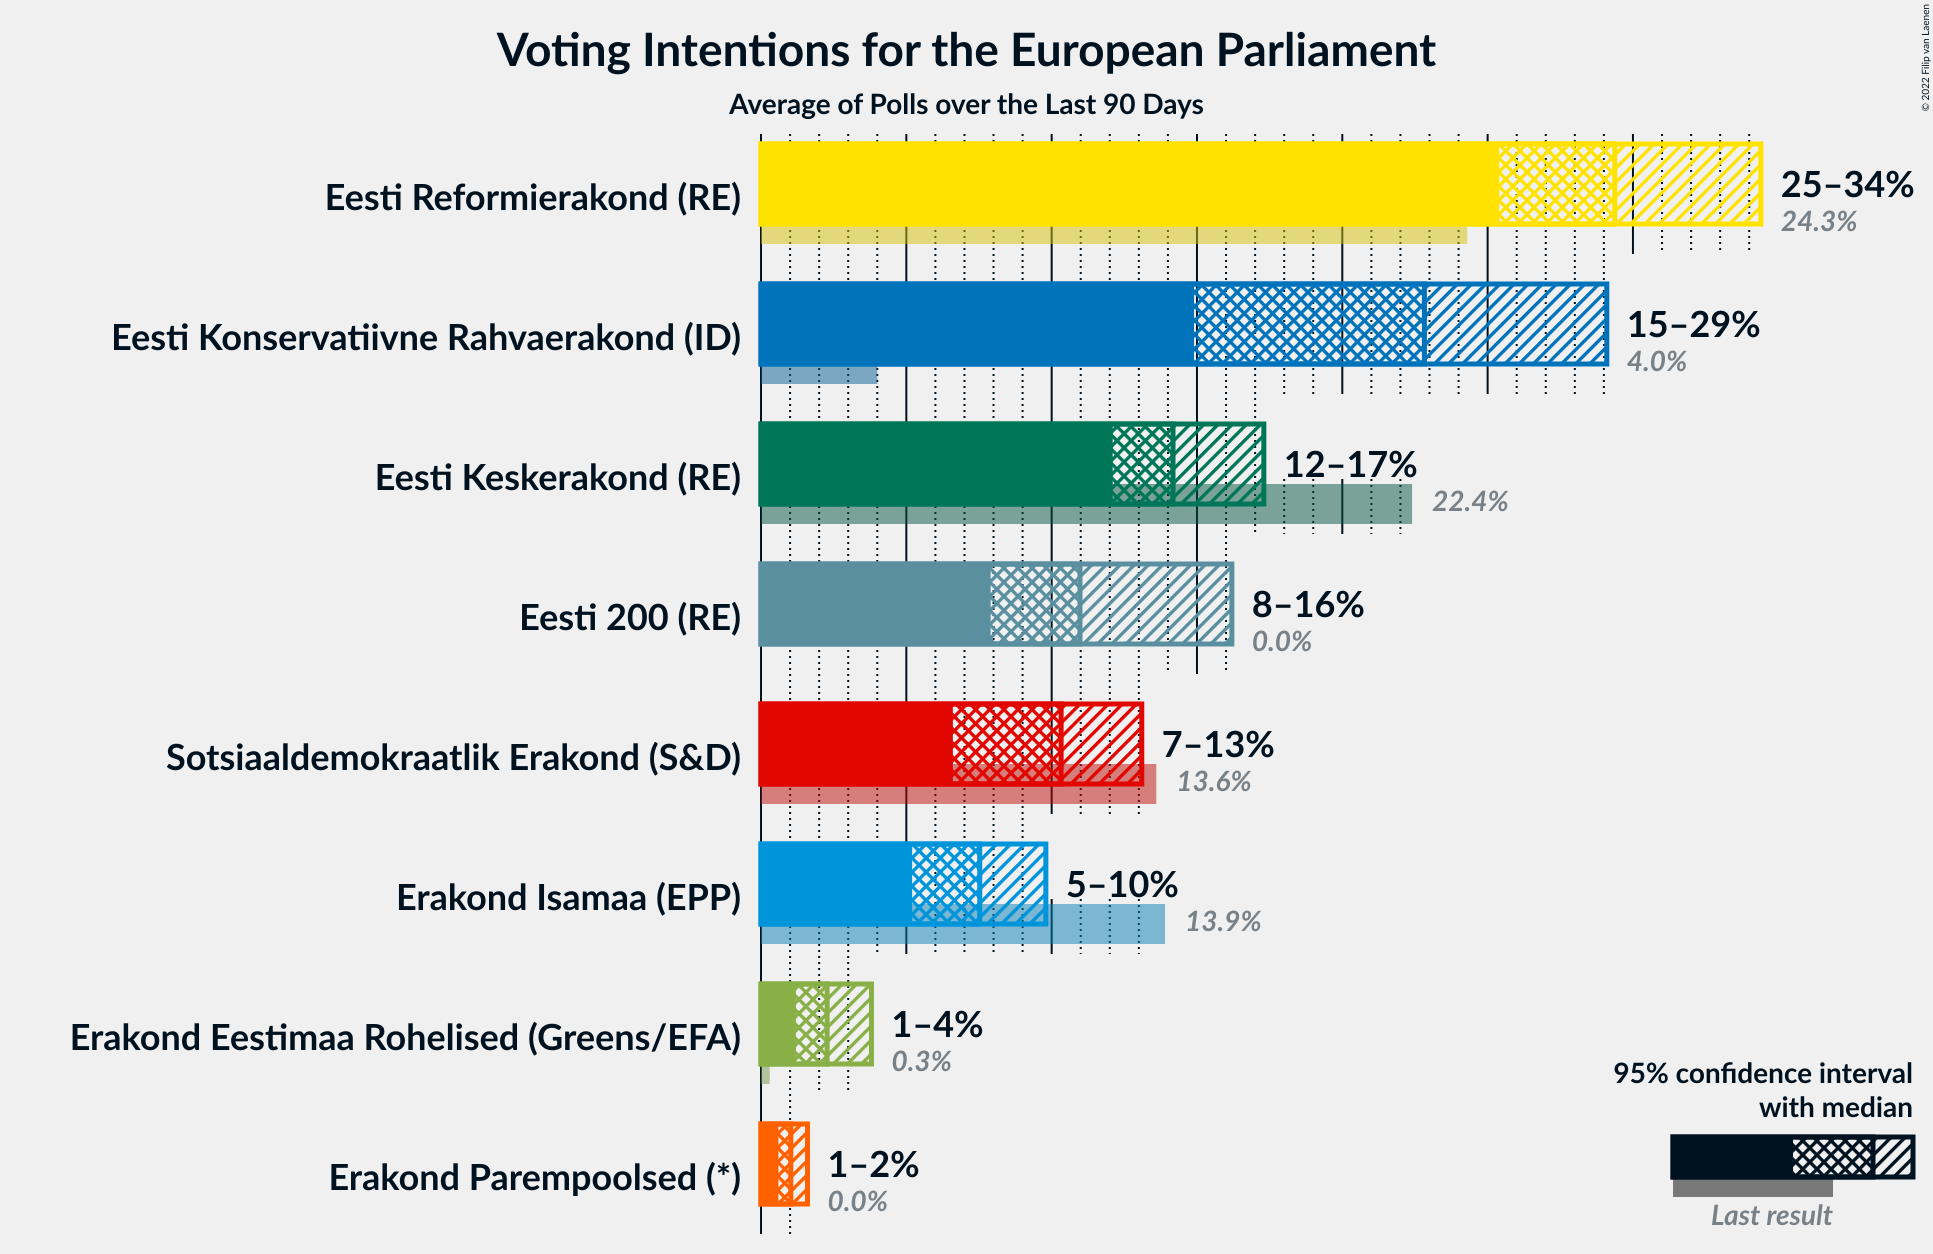 Voting Intentions for the European Parliament
Average of Polls over the Last 90 Days
© 2022 Filip van Laenen
Eesti Reformierakond (RE)
25–34%
24.3%
Eesti Konservatiivne Rahvaerakond (ID)
15–29%
4.0%
Eesti Keskerakond (RE)
12–17%
22.4%
Eesti 200 (RE)
8–16%
0.0%
Sotsiaaldemokraatlik Erakond (S&D)
7–13%
13.6%
Erakond Isamaa (EPP)
5–10%
13.9%
Erakond Eestimaa Rohelised (Greens/EFA)
1–4%
0.3%
Erakond Parempoolsed (*)
1–2%
0.0%
95% confidence interval
with median
Last result